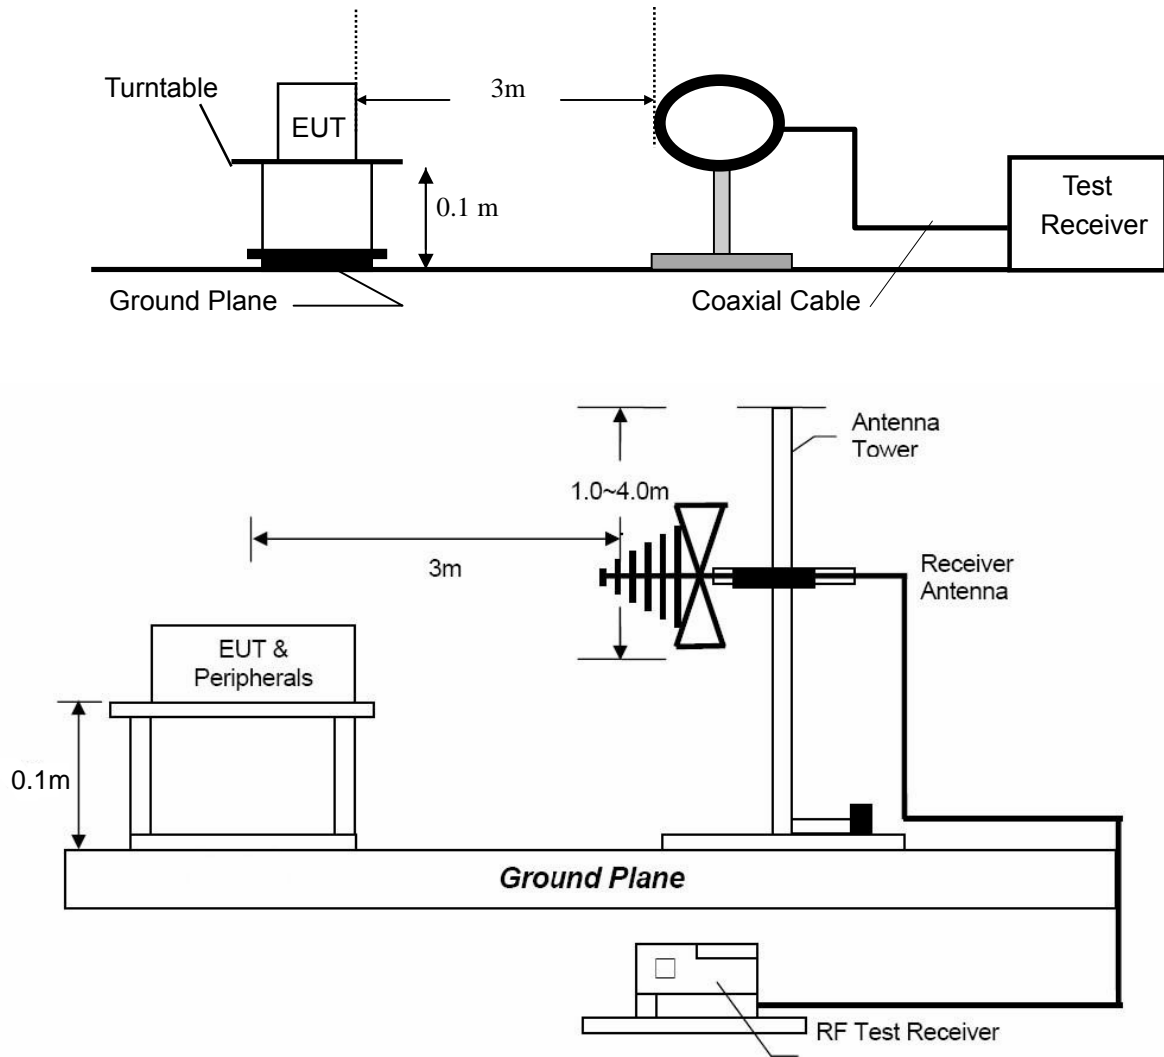 Turntable
EUT
3m
0.1 m
Test
Receiver
Ground Plane
Coaxial Cable
Antenna
Tower
1.0~4.0m
3m
Receiver
Antenna
EUT &
Peripherals
0.1m
Ground Plane
RF Test Receiver